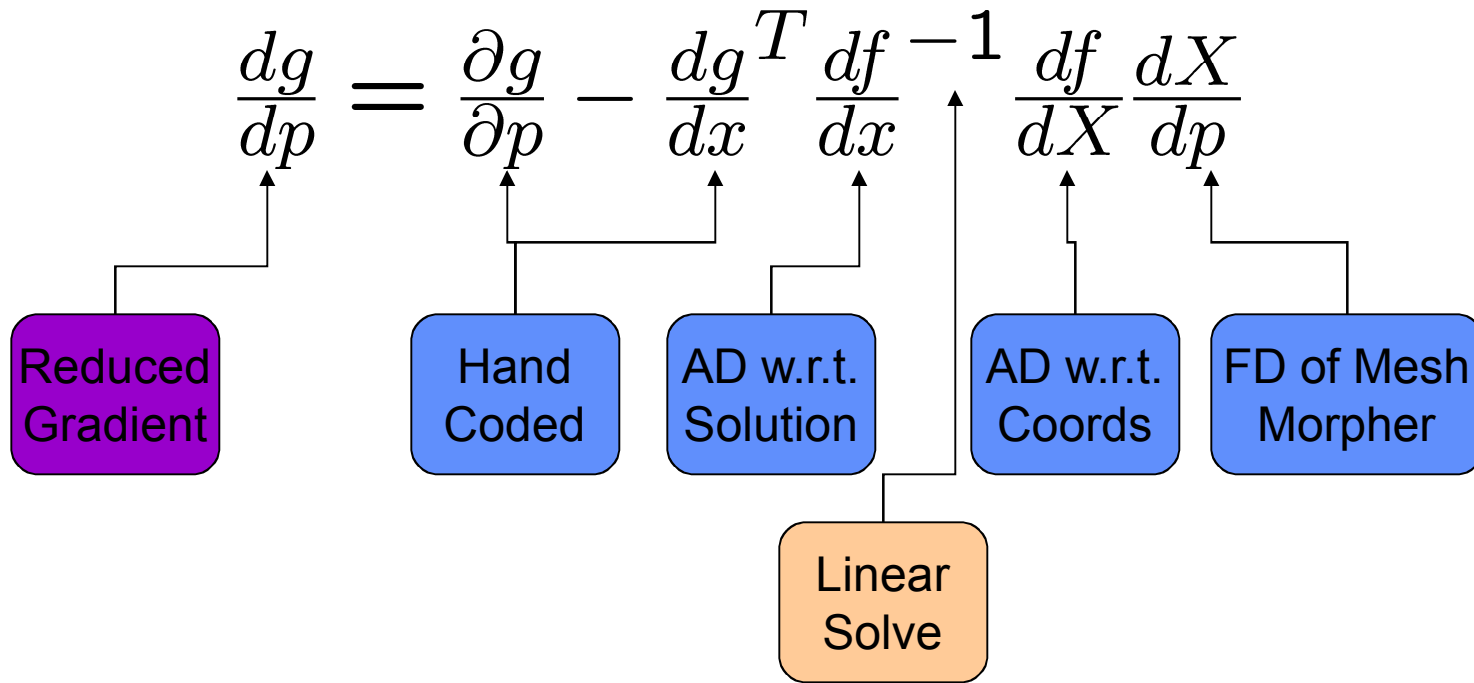 dg/dp = ∂g/∂p − dg/dx^T df/dx^−1 df/dX dX/dp
Reduced
Gradient
Hand
Coded
AD w.r.t.
Solution
AD w.r.t.
Coords
FD of Mesh
Morpher
Linear
Solve